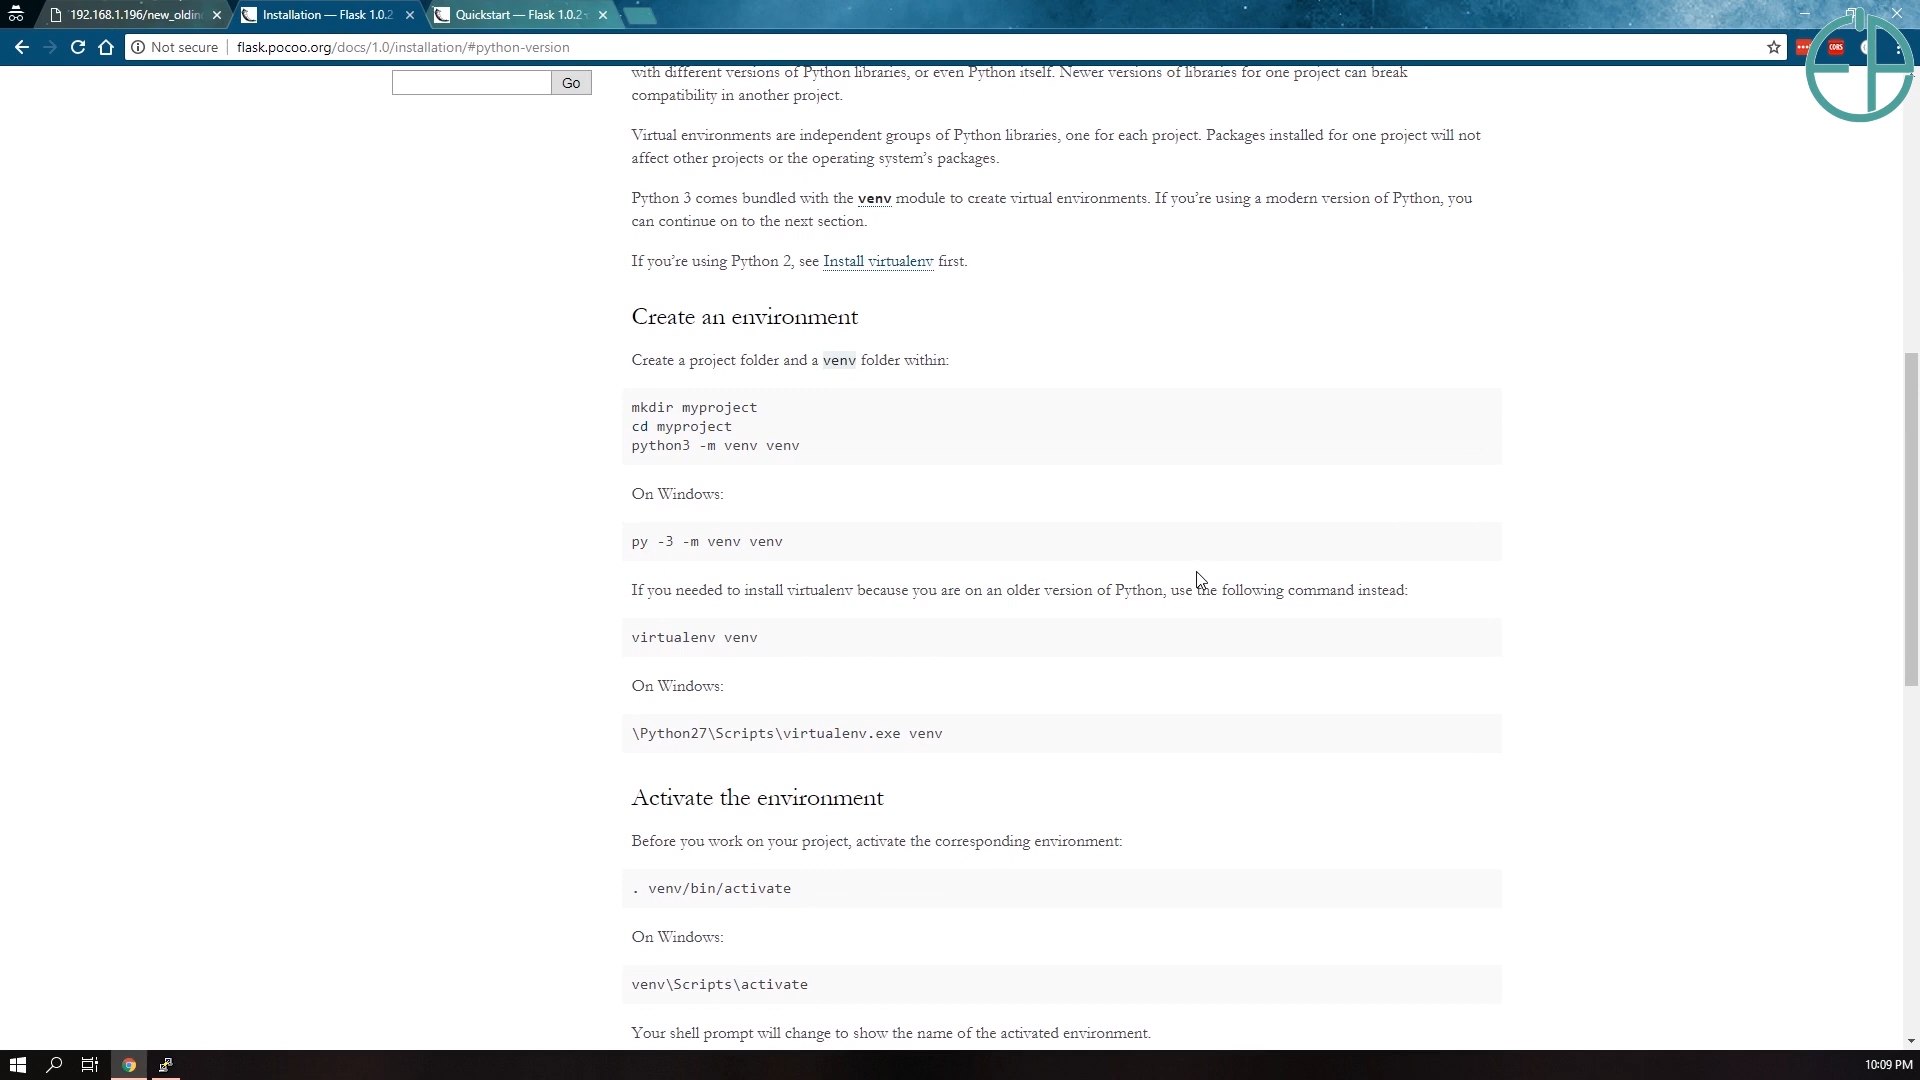 192.168.1.196/new_oldin
Installation — Flask 1.0.2
Quickstart — Flask 1.0.2
Not secure
flask.pocoo.org/docs/1.0/installation/#python-version
CORS
Go
with different versions of Python libraries, or even Python itself. Newer versions of libraries for one project can break
compatibility in another project.
Virtual environments are independent groups of Python libraries, one for each project. Packages installed for one project will not
affect other projects or the operating system’s packages.
Python 3 comes bundled with the venv module to create virtual environments. If you’re using a modern version of Python, you
can continue on to the next section.
If you’re using Python 2, see Install virtualenv first.
Create an environment
Create a project folder and a venv folder within:
mkdir myproject
cd myproject
python3 -m venv venv
On Windows:
py -3 -m venv venv
If you needed to install virtualenv because you are on an older version of Python, use the following command instead:
virtualenv venv
On Windows:
\Python27\Scripts\virtualenv.exe venv
Activate the environment
Before you work on your project, activate the corresponding environment:
. venv/bin/activate
On Windows:
venv\Scripts\activate
Your shell prompt will change to show the name of the activated environment.
10:09 PM